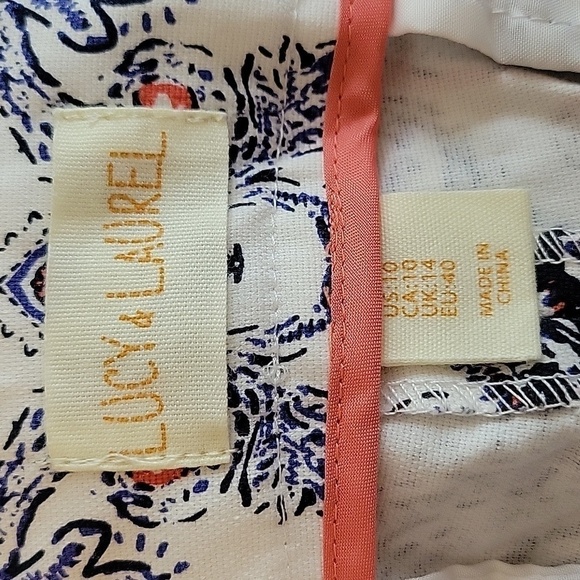 LUCY & LAUREL
US:10
CA:10
UK:14
EU:40
MADE IN
CHINA